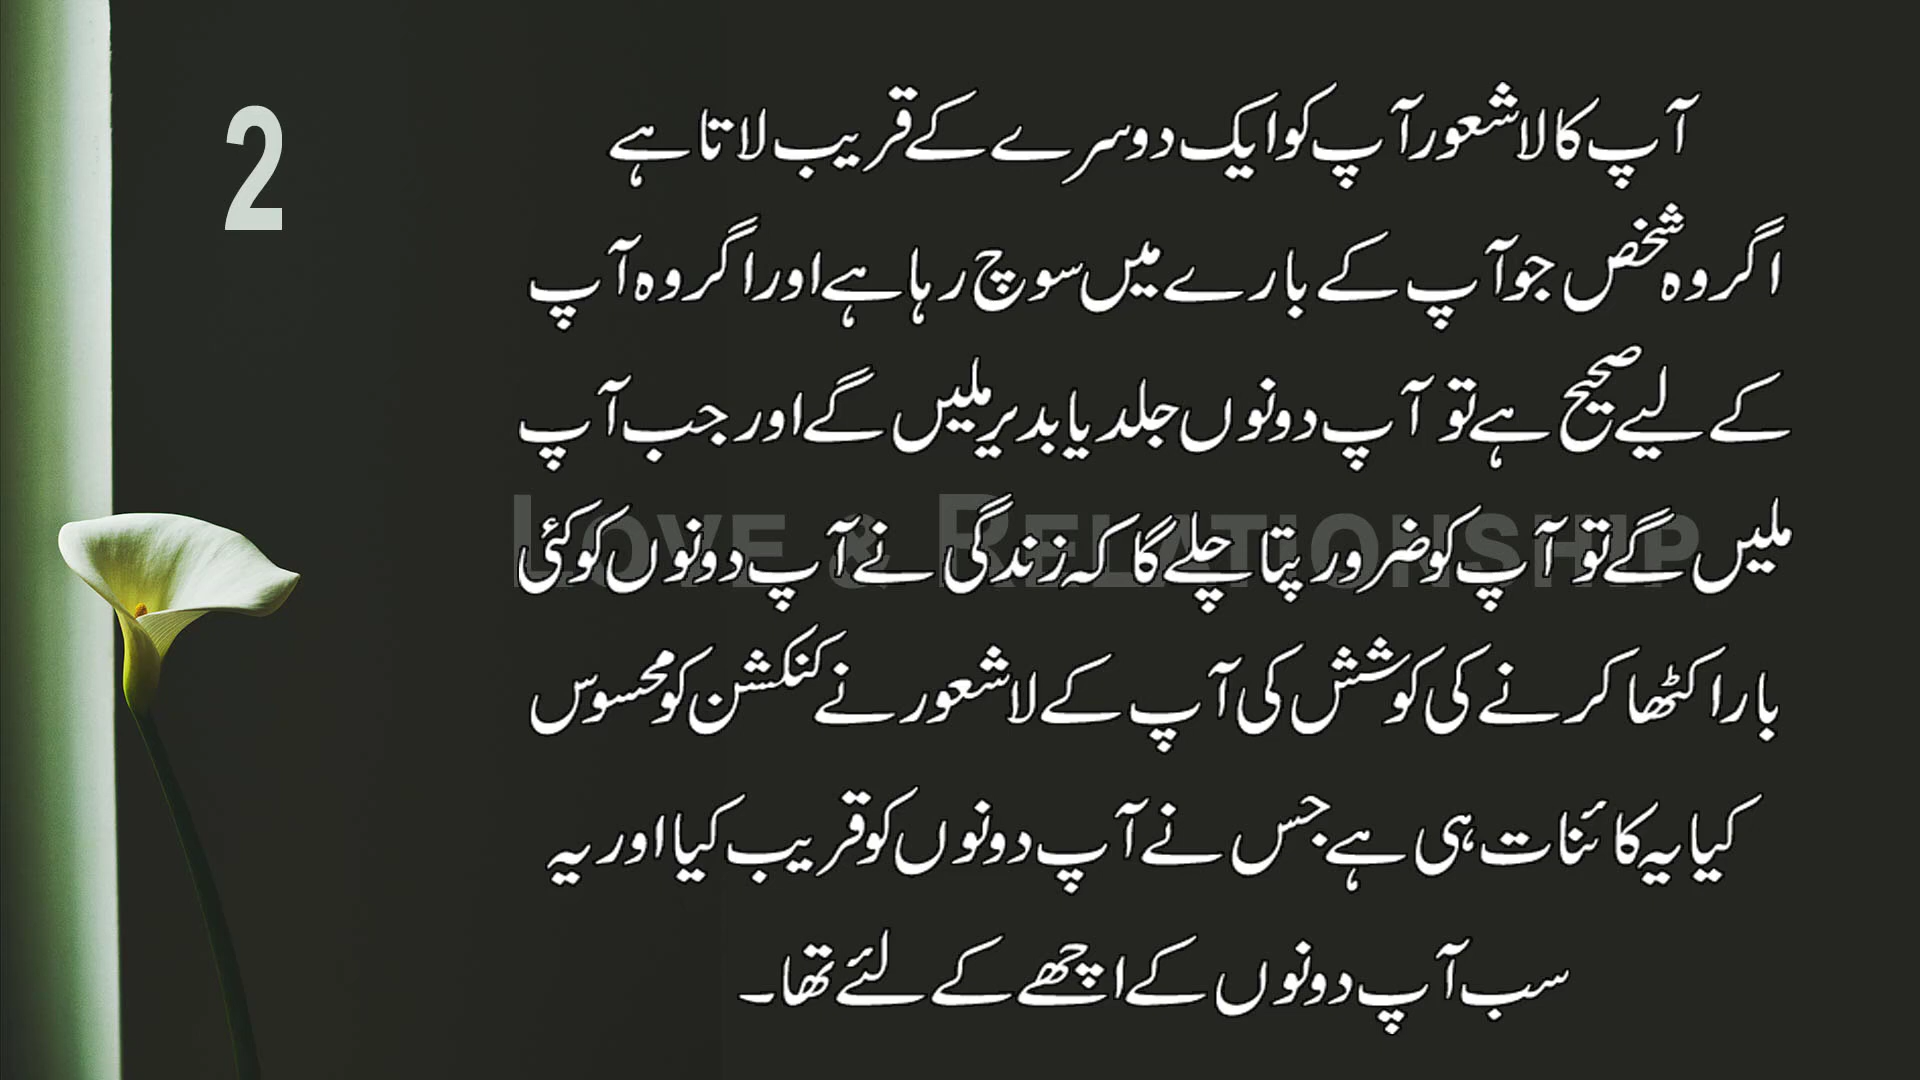 2
آپ کا لاشعور آپ کو ایک دوسرے کے قریب لاتا ہے
اگر وہ شخص جو آپ کے بارے میں سوچ رہا ہے اور اگر وہ آپ
کے لیے صحیح ہے تو آپ دونوں جلد یا بدیر ملیں گے اور جب آپ
ملیں گے تو آپ کو ضرور پتا چلے گا کہ زندگی نے آپ دونوں کو کئی
LOVE & RELATIONSHIP
بار اکٹھا کرنے کی کوشش کی آپ کے لاشعور نے کنکشن کو محسوس
کیا یہ کائنات ہی ہے جس نے آپ دونوں کو قریب کیا اور یہ
سب آپ دونوں کے اچھے کے لئے تھا۔